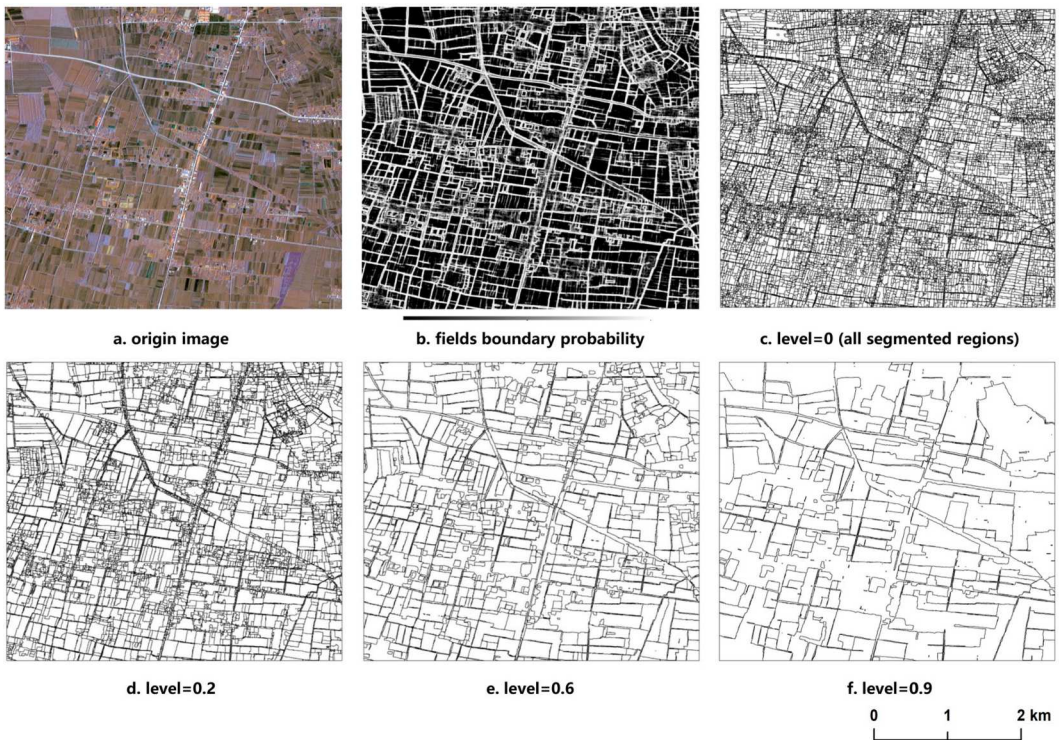 a. origin image
b. fields boundary probability
c. level=0 (all segmented regions)
d. level=0.2
e. level=0.6
f. level=0.9
0 1 2 km